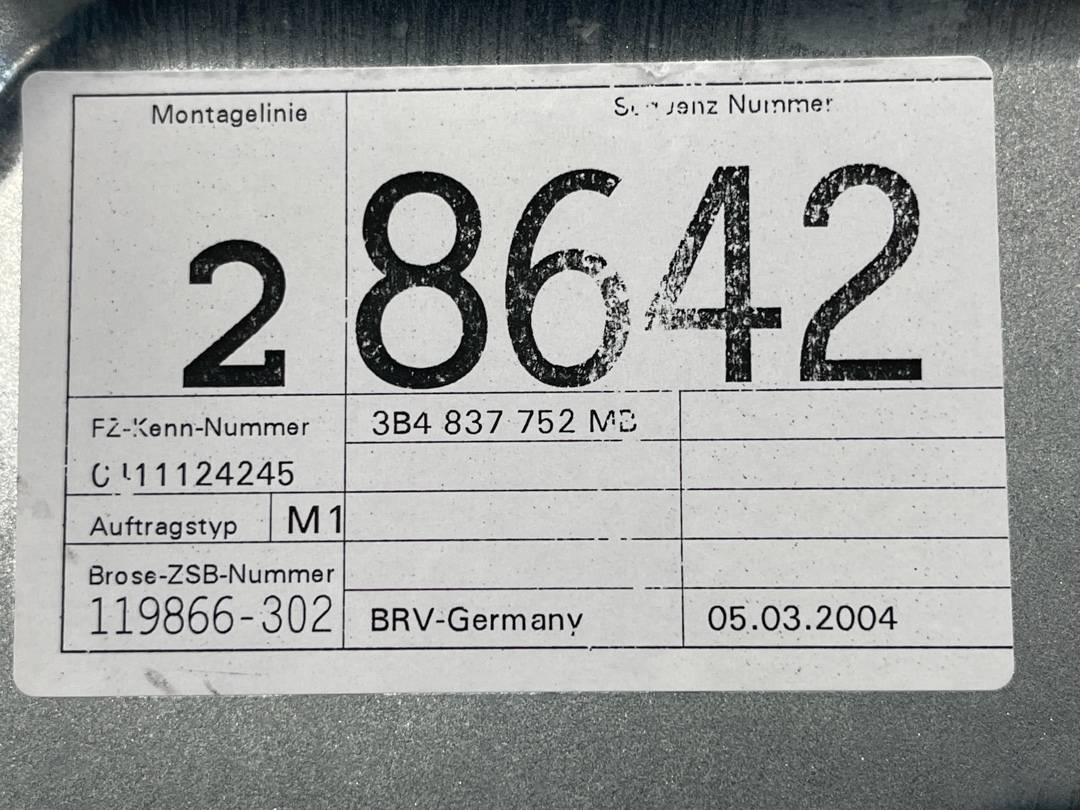 Montagelinie
Sequenz Nummer
2
8642
FZ-Kenn-Nummer
3B4 837 752 MB
Auftragstyp
M1
Brose-ZSB-Nummer
119866-302
BRV-Germany
05.03.2004